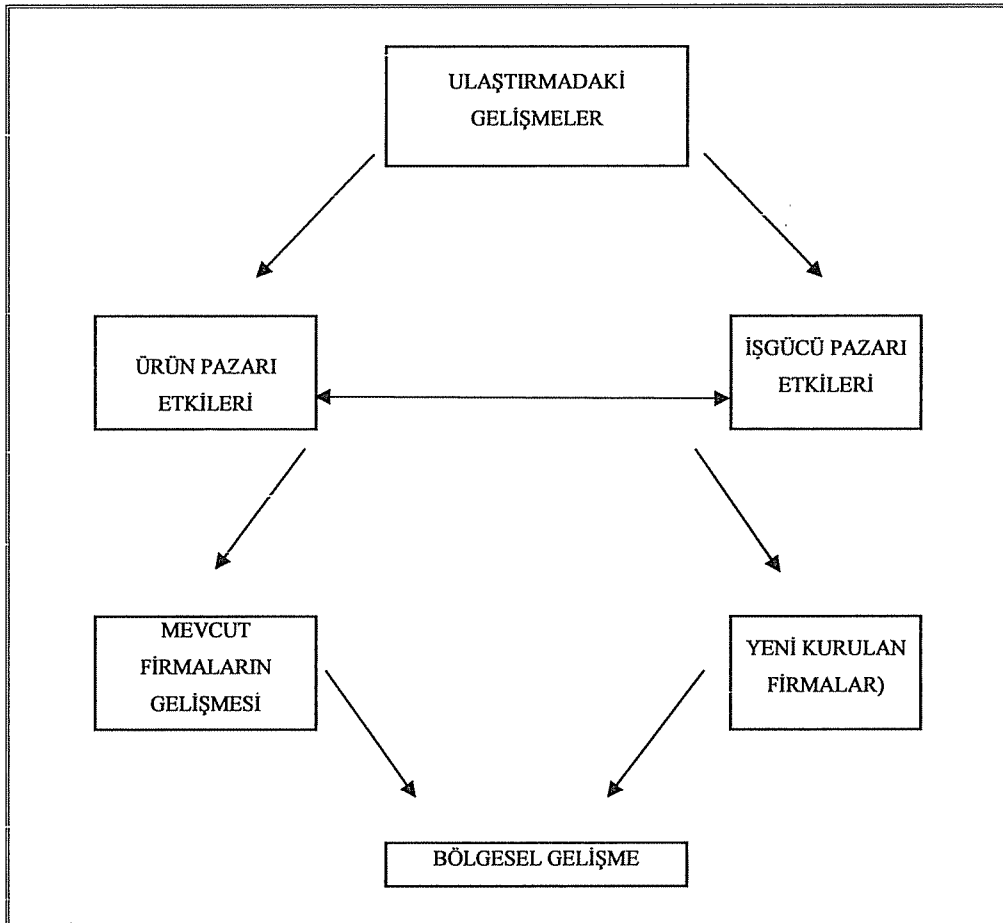 ULAŞTIRMADAKİ
GELİŞMELER
ÜRÜN PAZARI
ETKİLERİ
İŞGÜCÜ PAZARI
ETKİLERİ
MEVCUT
FİRMALARIN
GELİŞMESİ
YENİ KURULAN
FİRMALAR)
BÖLGESEL GELİŞME